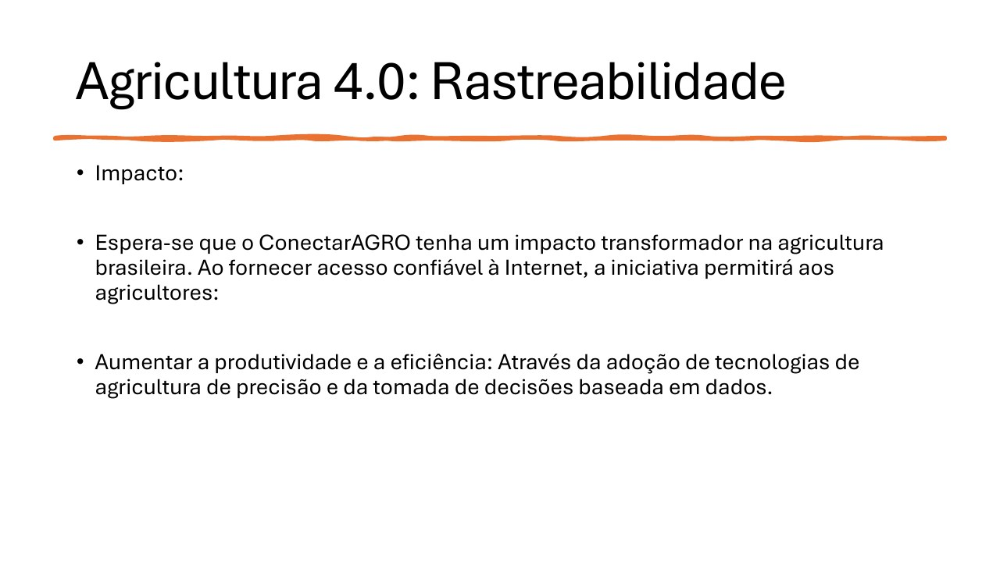 Agricultura 4.0: Rastreabilidade
• Impacto:
• Espera-se que o ConectarAGRO tenha um impacto transformador na agricultura
brasileira. Ao fornecer acesso confiável à Internet, a iniciativa permitirá aos
agricultores:
• Aumentar a produtividade e a eficiência: Através da adoção de tecnologias de
agricultura de precisão e da tomada de decisões baseada em dados.